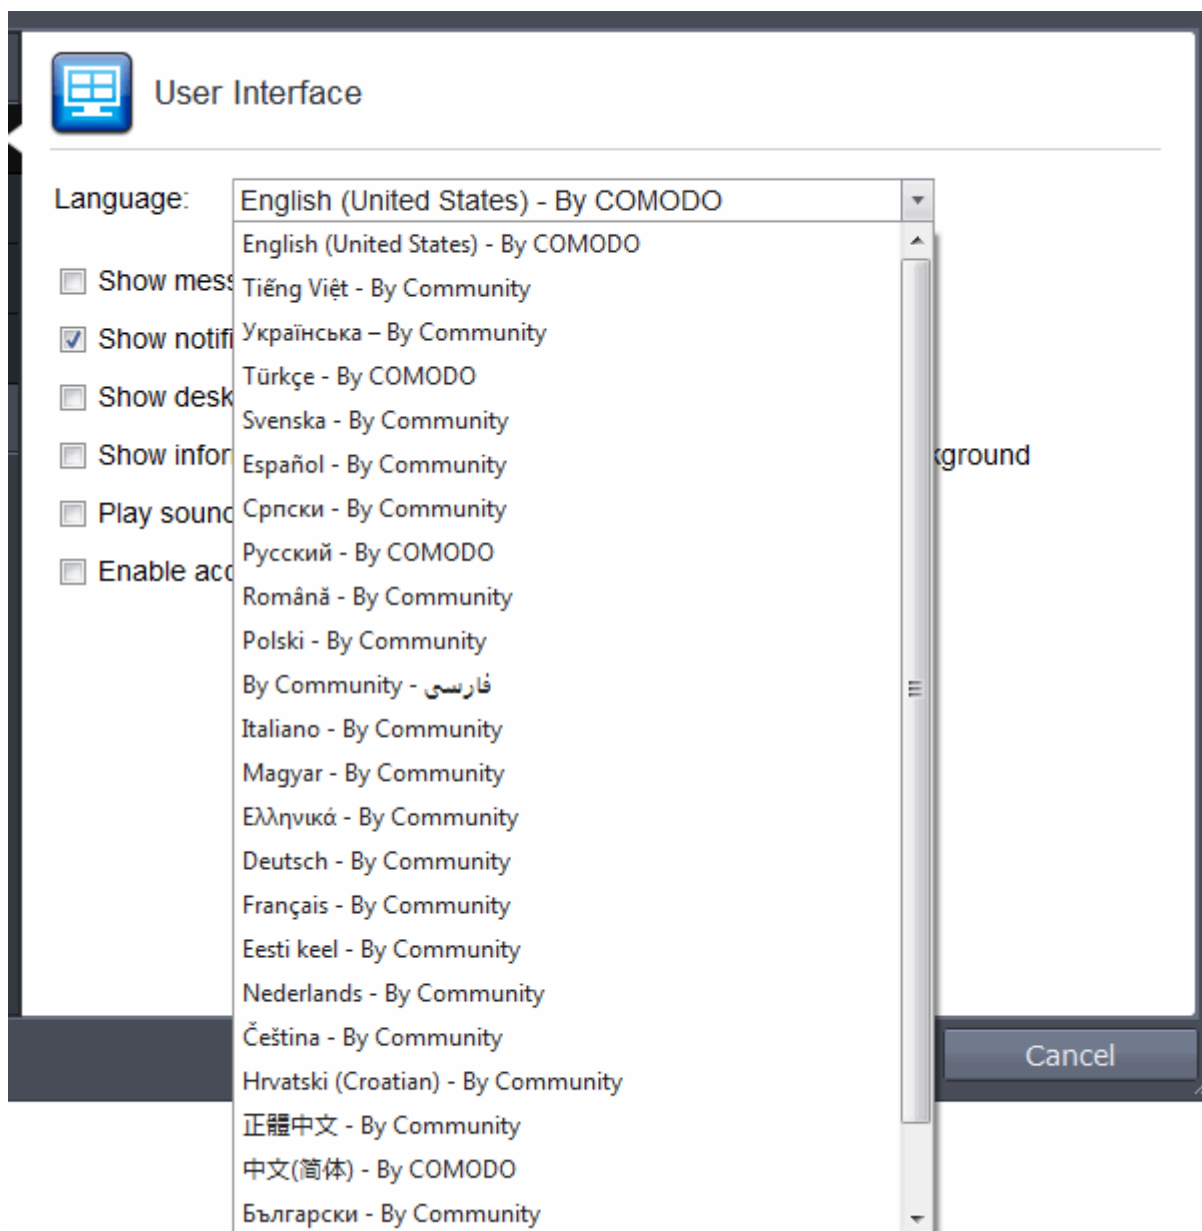 User Interface
Language:
English (United States) - By COMODO
English (United States) - By COMODO
Show mess
Tiếng Việt - By Community
Show notifi
Українська – By Community
Türkçe - By COMODO
Show desk
Svenska - By Community
Show infor
Español - By Community
kground
Play sound
Српски - By Community
Русский - By COMODO
Enable acc
Română - By Community
Polski - By Community
By Community - فارسی
Italiano - By Community
Magyar - By Community
Ελληνικά - By Community
Deutsch - By Community
Français - By Community
Eesti keel - By Community
Nederlands - By Community
Čeština - By Community
Cancel
Hrvatski (Croatian) - By Community
正體中文 - By Community
中文(简体) - By COMODO
Български - By Community